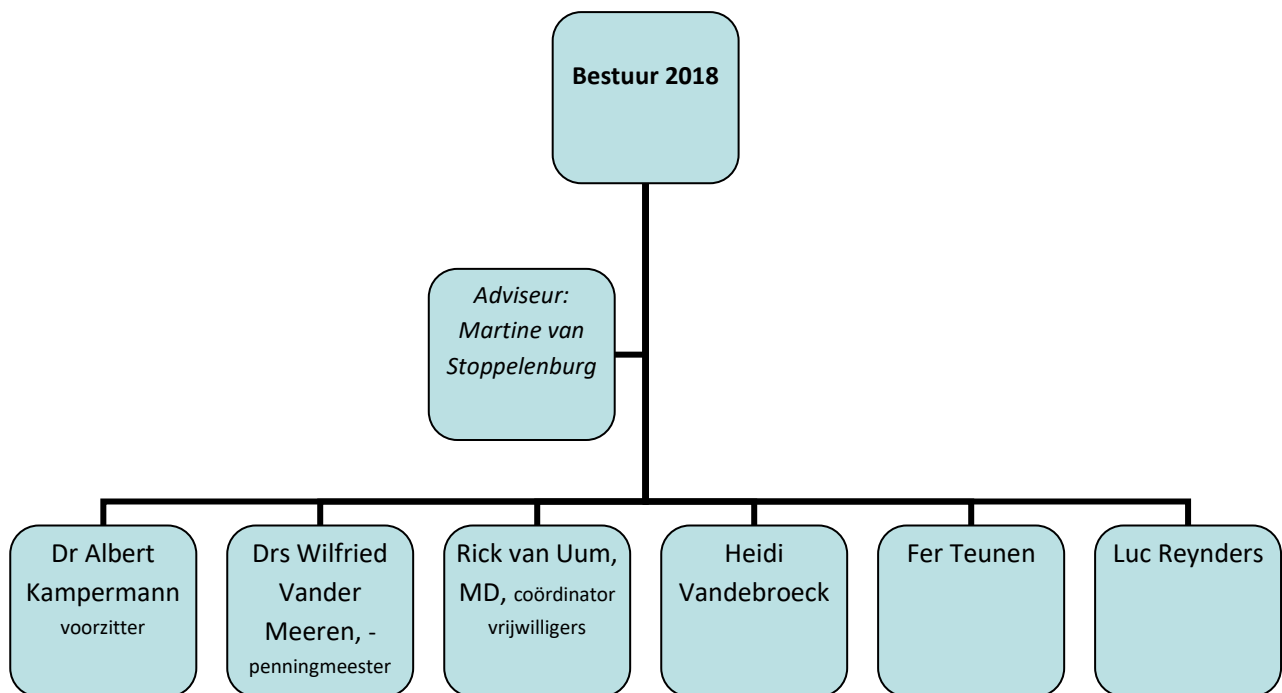 Bestuur 2018
Adviseur:
Martine van
Stoppelenburg
Dr Albert
Kampermann
voorzitter
Drs Wilfried
Vander
Meeren, -
penningmeester
Rick van Uum,
MD, coördinator
vrijwilligers
Heidi
Vandebroeck
Fer Teunen
Luc Reynders